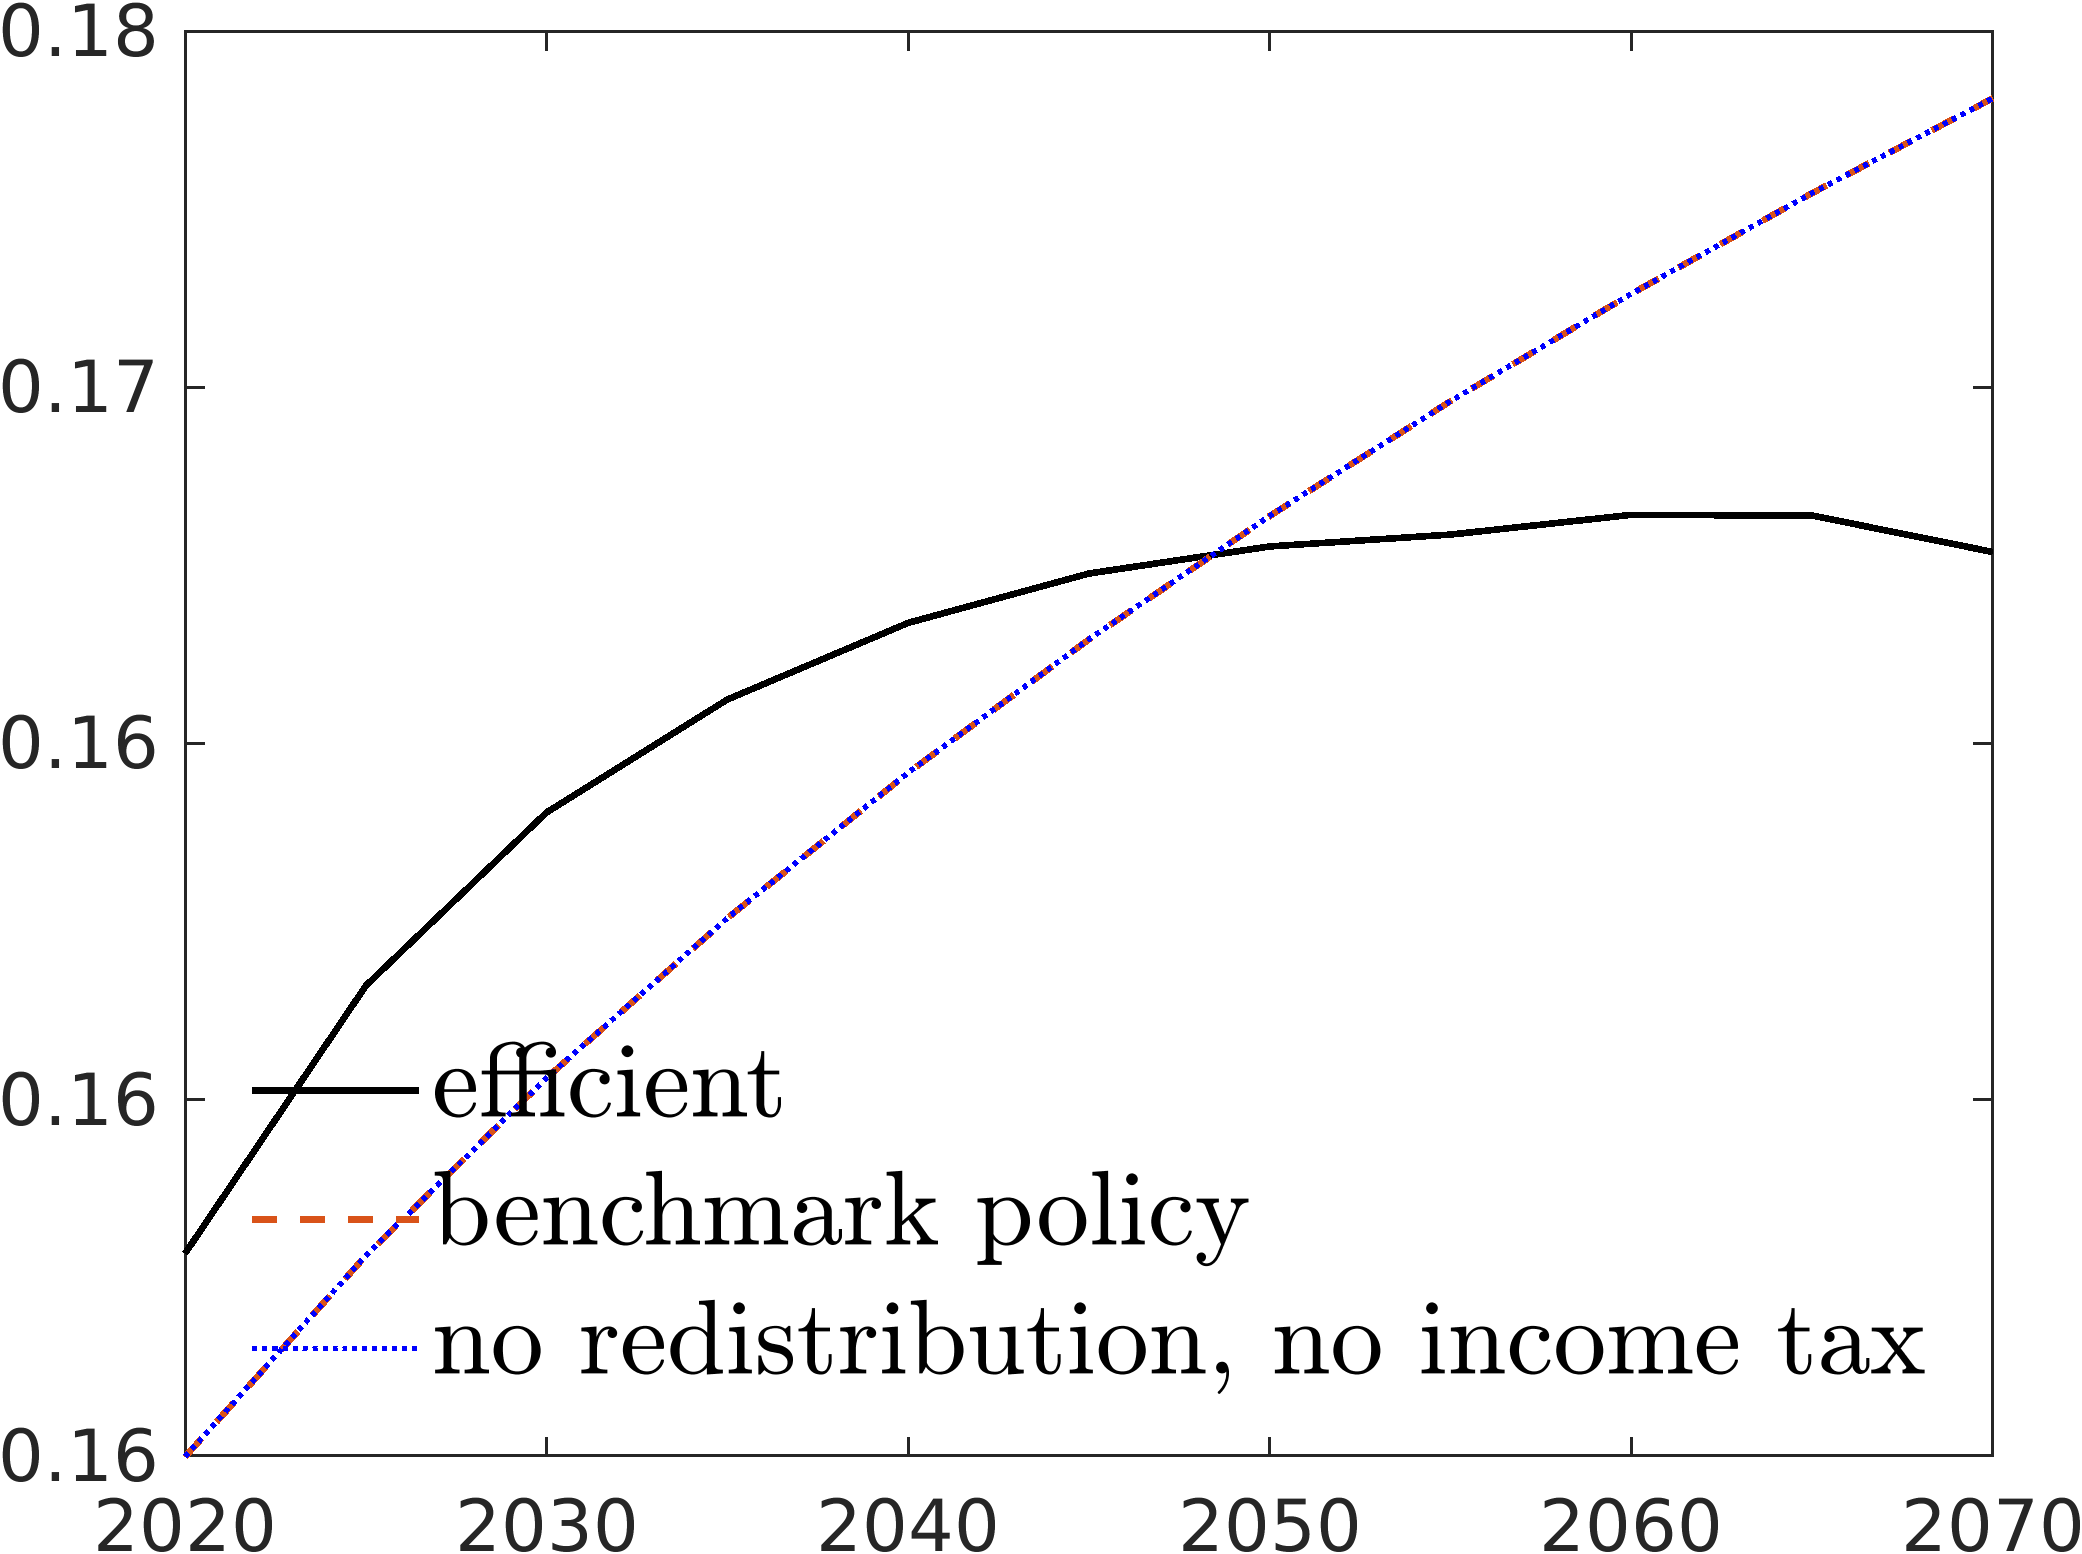 0.18
0.17
0.16
0.16
0.16
efficient
benchmark policy
no redistribution, no income tax
2020 2030 2040 2050 2060 2070